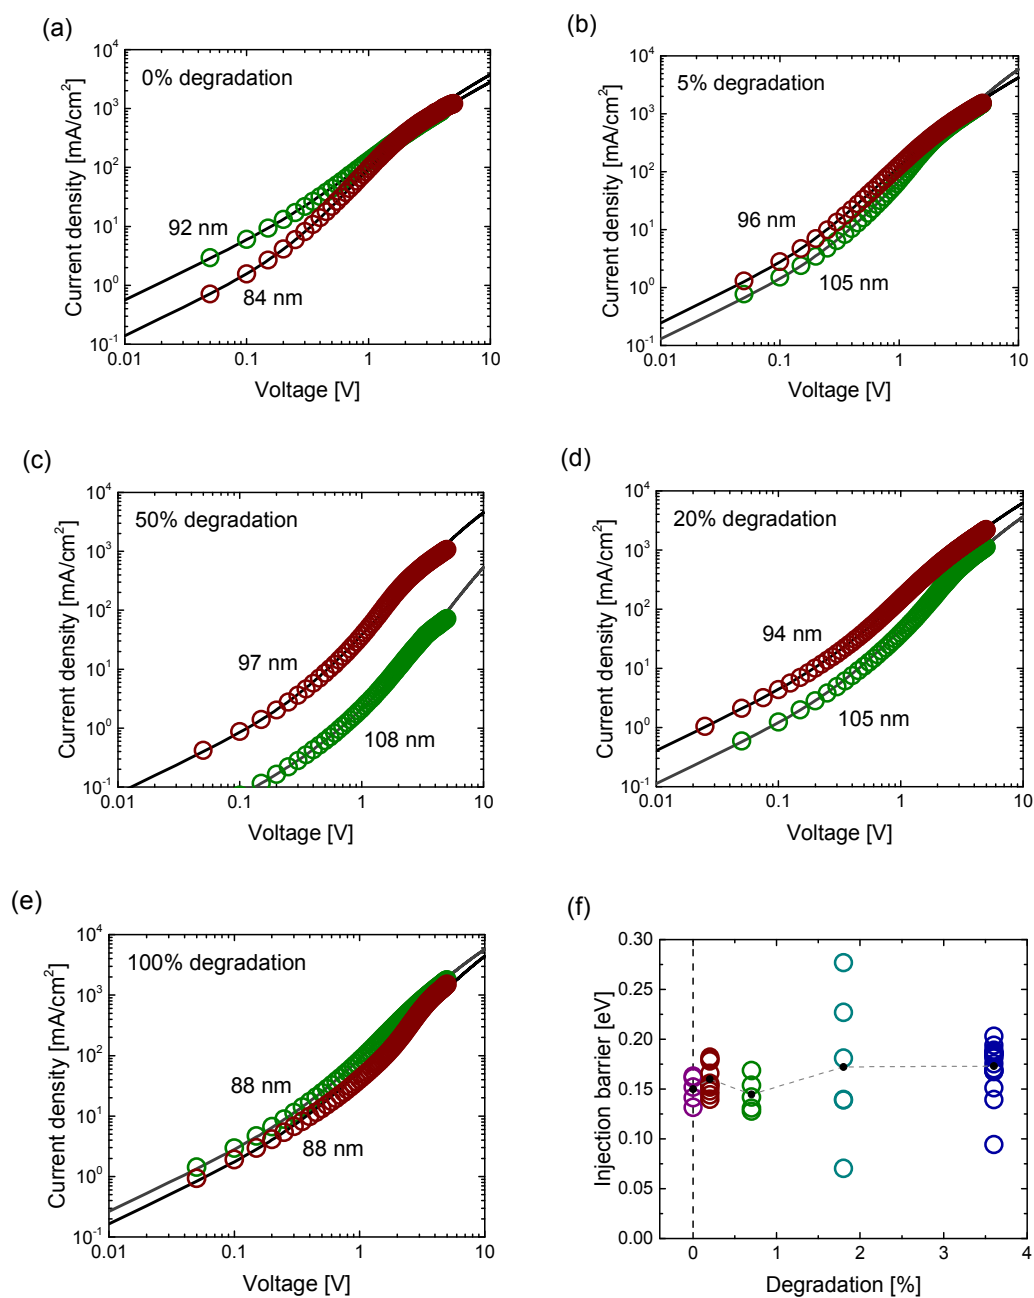 (a)
10^4
10^3
10^2
10^1
10^0
10^-1
0.01
0.1
1
10
Current density [mA/cm^2]
Voltage [V]
0% degradation
92 nm
84 nm
(b)
10^4
10^3
10^2
10^1
10^0
10^-1
0.01
0.1
1
10
Current density [mA/cm^2]
Voltage [V]
5% degradation
96 nm
105 nm
(c)
10^4
10^3
10^2
10^1
10^0
10^-1
0.01
0.1
1
10
Current density [mA/cm^2]
Voltage [V]
50% degradation
97 nm
108 nm
(d)
10^4
10^3
10^2
10^1
10^0
10^-1
0.01
0.1
1
10
Current density [mA/cm^2]
Voltage [V]
20% degradation
94 nm
105 nm
(e)
10^4
10^3
10^2
10^1
10^0
10^-1
0.01
0.1
1
10
Current density [mA/cm^2]
Voltage [V]
100% degradation
88 nm
88 nm
(f)
0.30
0.25
0.20
0.15
0.10
0.05
0.00
0
1
2
3
4
Injection barrier [eV]
Degradation [%]